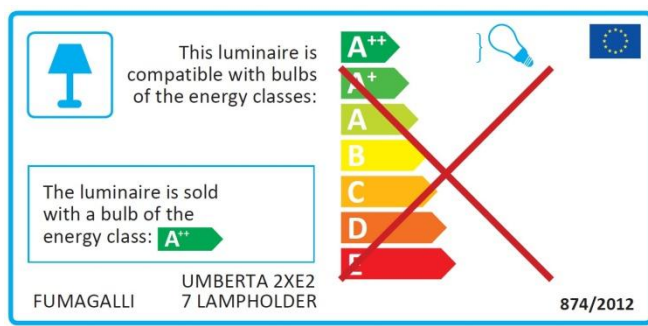 This luminaire is
compatible with bulbs
of the energy classes:
A++
A+
A
B
C
D
E
The luminaire is sold
with a bulb of the
energy class: A++
UMBERTA 2XE2
FUMAGALLI 7 LAMPHOLDER
874/2012